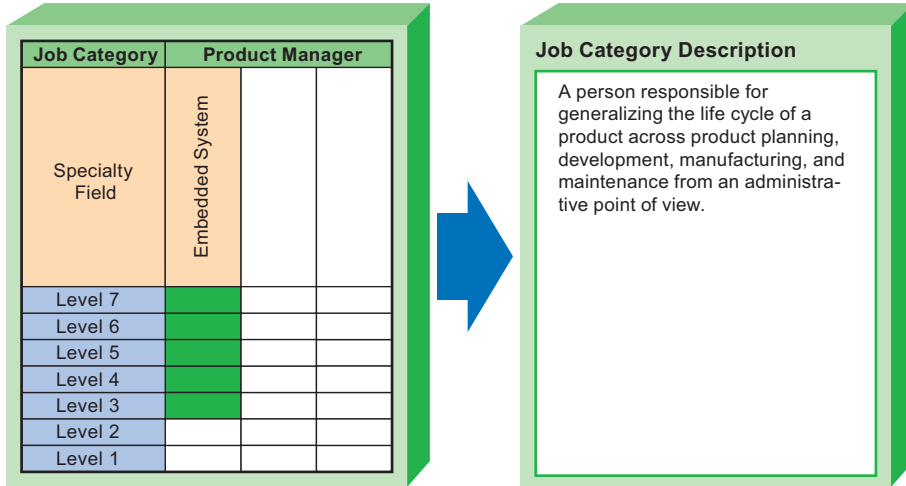 Job Category
Product Manager
Specialty
Field
Embedded System
Level 7
Level 6
Level 5
Level 4
Level 3
Level 2
Level 1
Job Category Description
A person responsible for
generalizing the life cycle of a
product across product planning,
development, manufacturing, and
maintenance from an administra-
tive point of view.